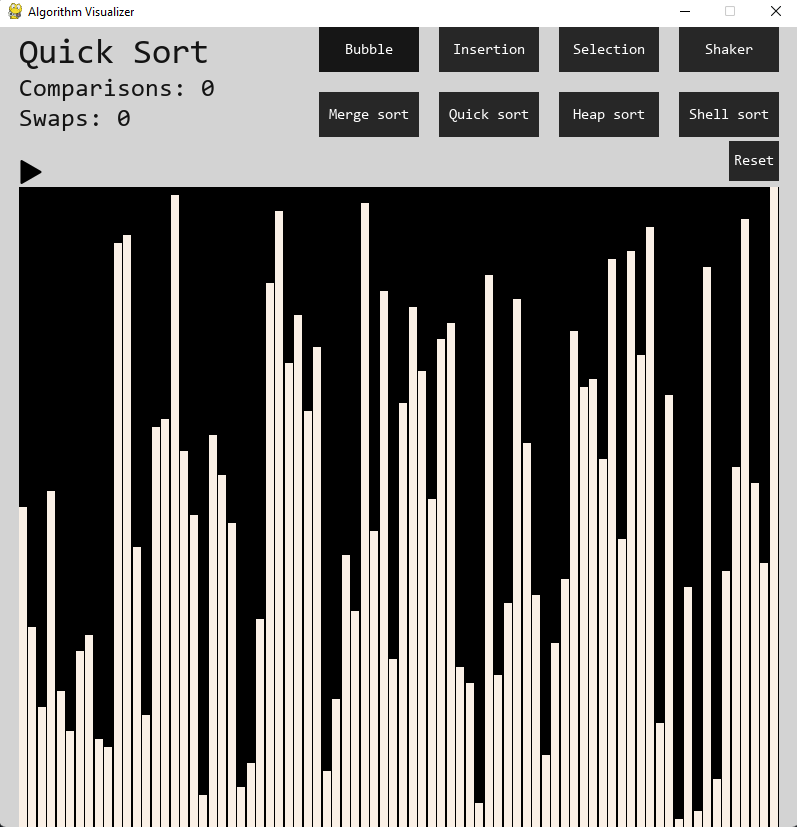 Algorithm Visualizer
Quick Sort
Comparisons: 0
Swaps: 0
Bubble
Insertion
Selection
Shaker
Merge sort
Quick sort
Heap sort
Shell sort
Reset